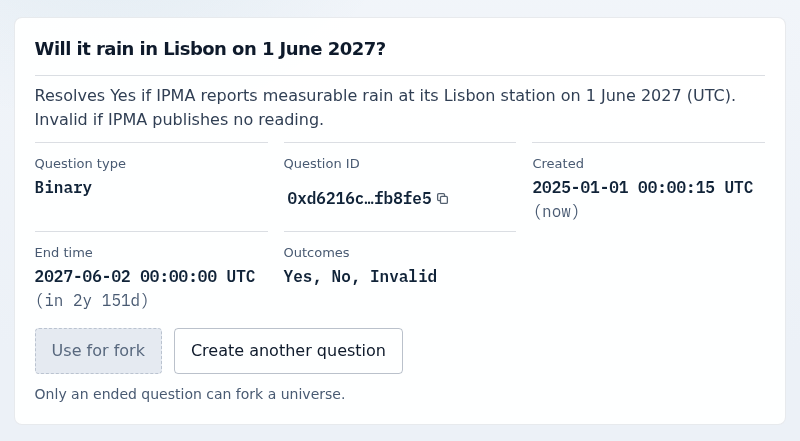 Will it rain in Lisbon on 1 June 2027?
Resolves Yes if IPMA reports measurable rain at its Lisbon station on 1 June 2027 (UTC).
Invalid if IPMA publishes no reading.
Question type
Binary
Question ID
0xd6216c…fb8fe5
Created
2025-01-01 00:00:15 UTC
(now)
End time
2027-06-02 00:00:00 UTC
(in 2y 151d)
Outcomes
Yes, No, Invalid
Use for fork
Create another question
Only an ended question can fork a universe.